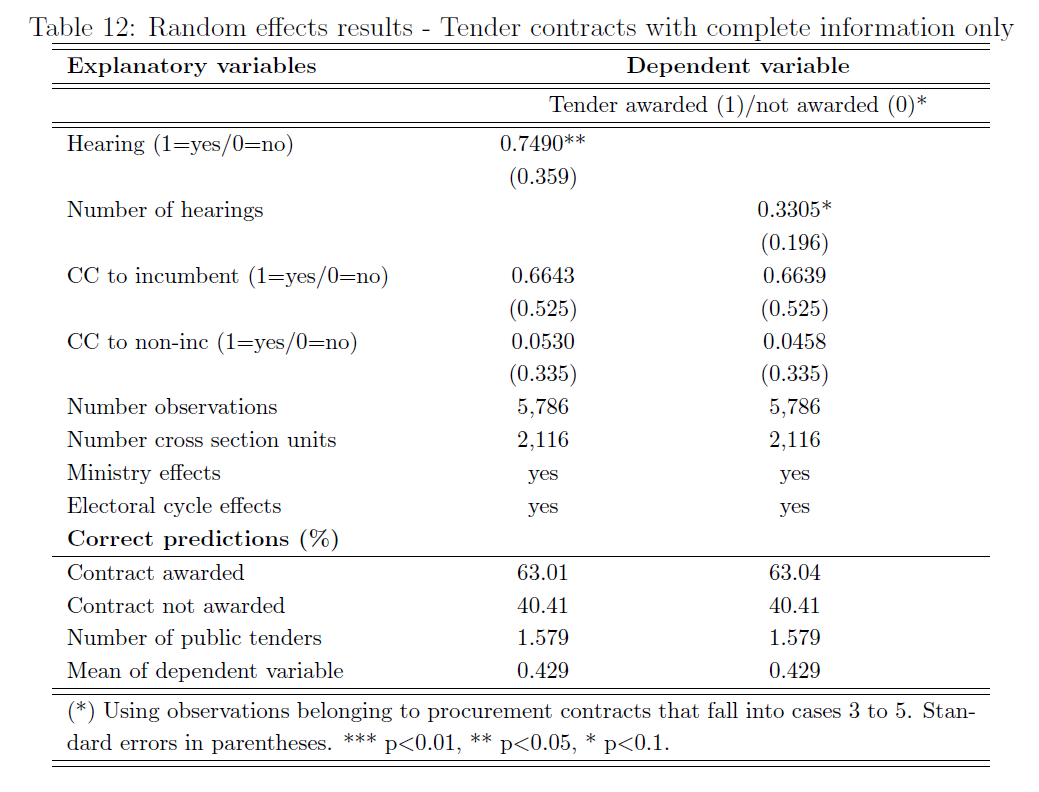 Table 12: Random effects results - Tender contracts with complete information only
Explanatory variables Dependent variable
Tender awarded (1)/not awarded (0)*
Hearing (1=yes/0=no) 0.7490**
(0.359)
Number of hearings 0.3305*
(0.196)
CC to incumbent (1=yes/0=no) 0.6643 0.6639
(0.525) (0.525)
CC to non-inc (1=yes/0=no) 0.0530 0.0458
(0.335) (0.335)
Number observations 5,786 5,786
Number cross section units 2,116 2,116
Ministry effects yes yes
Electoral cycle effects yes yes
Correct predictions (%)
Contract awarded 63.01 63.04
Contract not awarded 40.41 40.41
Number of public tenders 1.579 1.579
Mean of dependent variable 0.429 0.429
(*) Using observations belonging to procurement contracts that fall into cases 3 to 5. Stan-
dard errors in parentheses. *** p<0.01, ** p<0.05, * p<0.1.